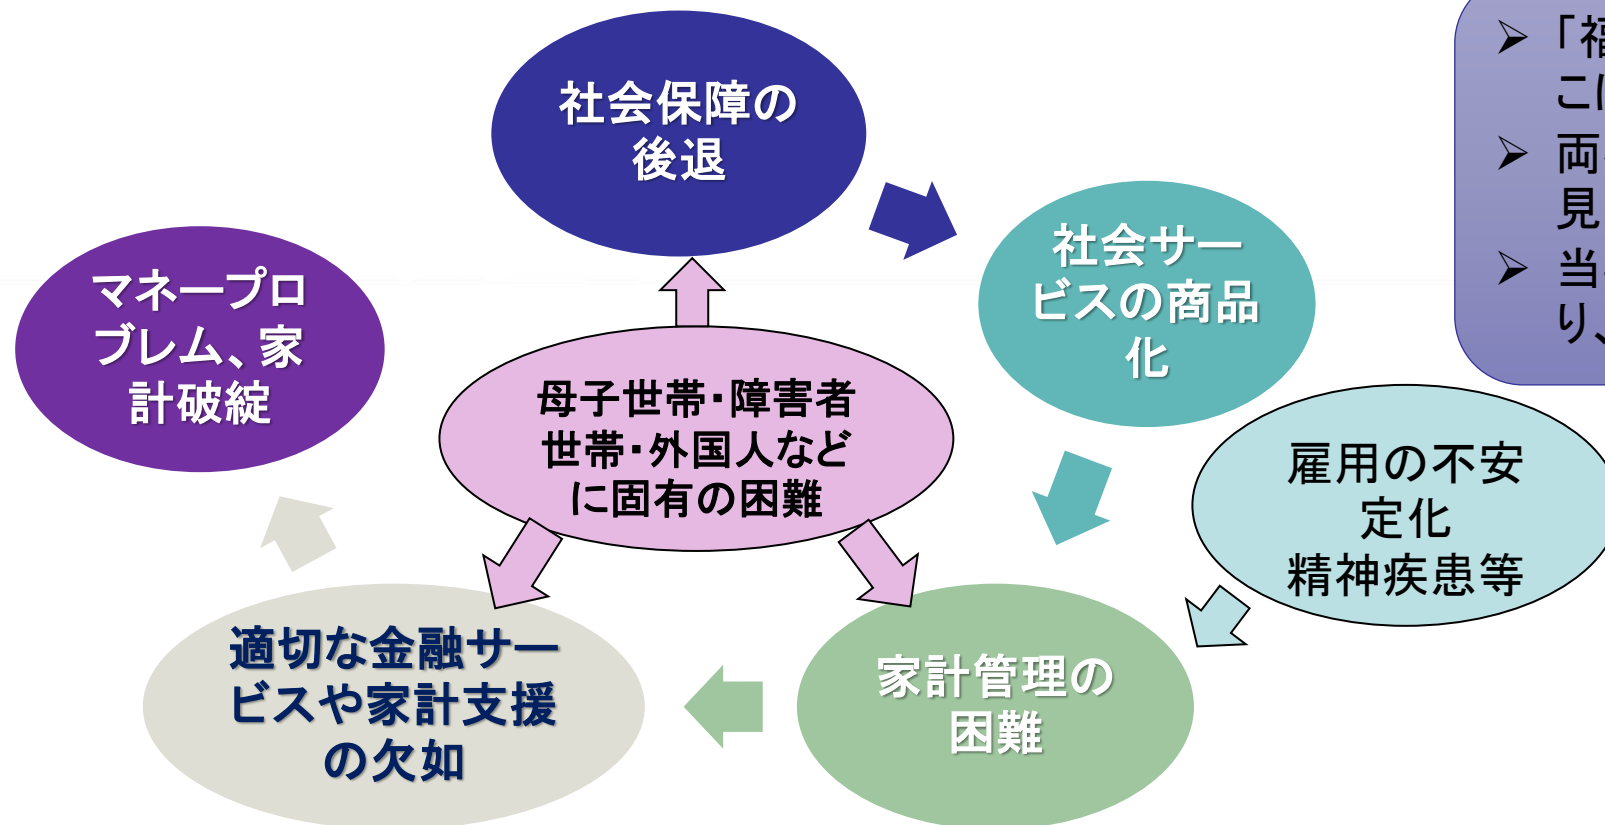 社会保障の
後退
社会サー
ビスの商品
化
マネープロ
ブレム、家
計破綻
母子世帯・障害者
世帯・外国人など
に固有の困難
雇用の不安
定化
精神疾患等
適切な金融サー
ビスや家計支援
の欠如
家計管理の
困難
➢ 「福
こぼ
➢ 両
見
➢ 当
り、